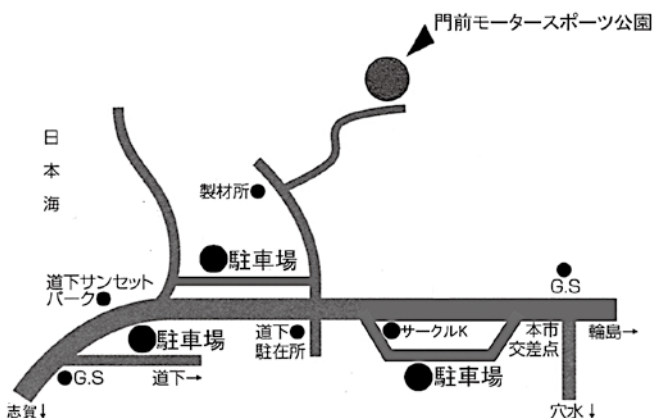 門前モータースポーツ公園
日本海
製材所
駐車場
道下サンセット
パーク
G.S
駐車場
道下
駐在所
サークルK
本市
交差点
輪島→
G.S
道下→
駐車場
志賀↓
穴水↓